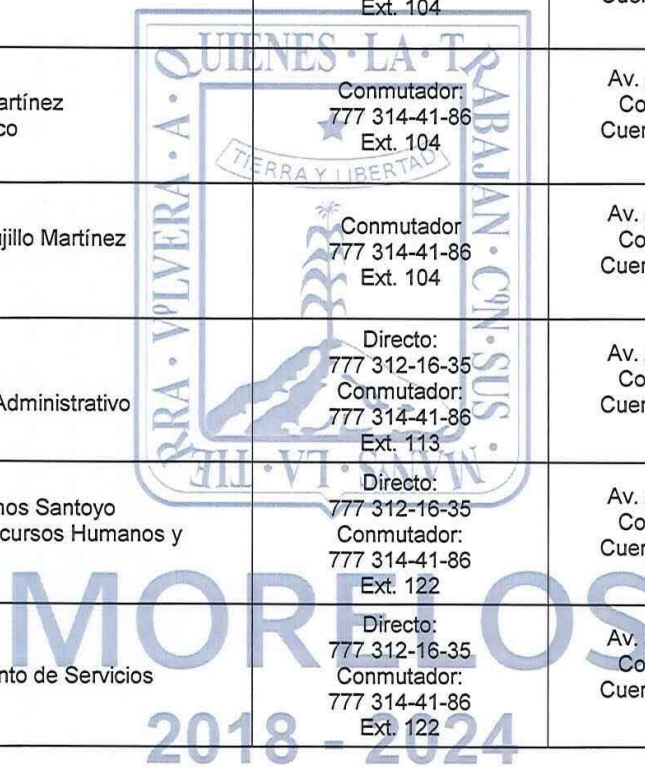 Ext. 104
artínez
co
Conmutador:
777 314-41-86
Ext. 104
Av.
Co
Cuer
jillo Martínez
Conmutador
777 314-41-86
Ext. 104
Av.
Co
Cuer
Administrativo
Directo:
777 312-16-35
Conmutador:
777 314-41-86
Ext. 113
Av.
Co
Cuer
nos Santoyo
cursos Humanos y
Directo:
777 312-16-35
Conmutador:
777 314-41-86
Ext. 122
Av.
Co
Cuer
nto de Servicios
Directo:
777 312-16-35
Conmutador:
777 314-41-86
Ext. 122
Av.
Co
Cuer
TIERRA Y LIBERTAD
LA · TIERRA · VOLVERA · A · QUIENES · LA · TRABAJAN · CON · SUS · MANOS
MORELOS
2018 - 2024